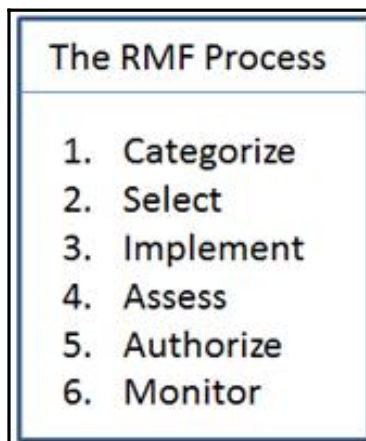 The RMF Process
1. Categorize
2. Select
3. Implement
4. Assess
5. Authorize
6. Monitor